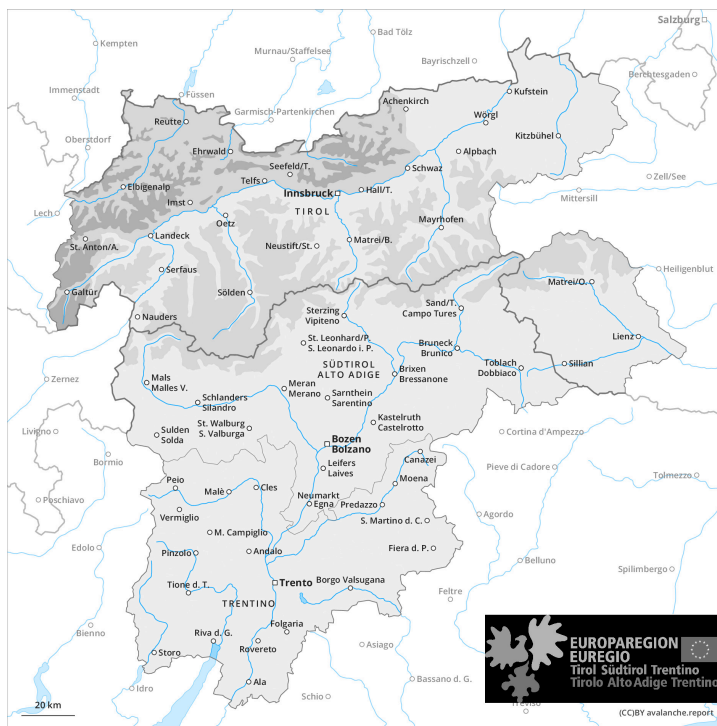 Salzburg
Kempten
Bad Tölz
Murnau/Staffelsee
Bayrischzell
Berchtesgaden
Immenstadt
Füssen
Garmisch-Partenkirchen
Achenkirch
Kufstein
Reutte
Wörgl
Oberstdorf
Ehrwald
Kitzbühel
Alpbach
Seefeld/T.
Schwaz
Zell/See
Elbigenalp
Telfs
Innsbruck
Hall/T.
Mittersill
Imst
TIROL
Lech
Oetz
Mayrhofen
St. Anton/A.
Landeck
Neustift/St.
Matrei/B.
Serfaus
Heiligenblut
Galtür
Sölden
Matrei/O.
Nauders
Sterzing
Vipiteno
Sand/T.
Campo Tures
St. Leonhard/P.
S. Leonardo i. P.
Bruneck
Brunico
Lienz
SÜDTIROL
ALTO ADIGE
Toblach
Dobbiaco
Sillian
Zernez
Mals
Malles V.
Meran
Merano
Brixen
Bressanone
Schlanders
Silandro
Sarnthein
Sarentino
Livigno
Sulden
Solda
St. Walburg
S. Valburga
Kastelruth
Castelrotto
Cortina d'Ampezzo
Bozen
Bolzano
Bormio
Leifers
Laives
Canazei
Pieve di Cadore
Tolmezzo
Peio
Malè
Cles
Moena
Poschiavo
Neumarkt
Egna
Predazzo
Vermiglio
S. Martino d. C.
Agordo
M. Campiglio
Edolo
Pinzolo
Andalo
Fiera d. P.
Belluno
Spilimbergo
Tione d. T.
Trento
Borgo Valsugana
Feltre
TRENTINO
Bienno
Riva d. G.
Folgaria
Storo
Rovereto
Asiago
Idro
Ala
Schio
Bassano d. G.
Treviso
EUROPAREGION
EUREGIO
Tirol Südtirol Trentino
Tirolo Alto Adige Trentino
20 km
(CC)BY avalanche.report